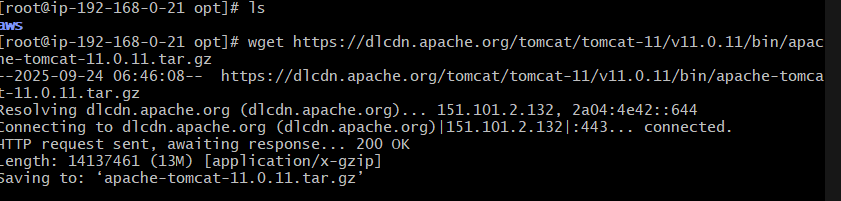 [root@ip-192-168-0-21 opt]# ls
aws
[root@ip-192-168-0-21 opt]# wget https://dlcdn.apache.org/tomcat/tomcat-11/v11.0.11/bin/apac
he-tomcat-11.0.11.tar.gz
--2025-09-24 06:46:08--  https://dlcdn.apache.org/tomcat/tomcat-11/v11.0.11/bin/apache-tomca
t-11.0.11.tar.gz
Resolving dlcdn.apache.org (dlcdn.apache.org)... 151.101.2.132, 2a04:4e42::644
Connecting to dlcdn.apache.org (dlcdn.apache.org)|151.101.2.132|:443... connected.
HTTP request sent, awaiting response... 200 OK
Length: 14137461 (13M) [application/x-gzip]
Saving to: ‘apache-tomcat-11.0.11.tar.gz’